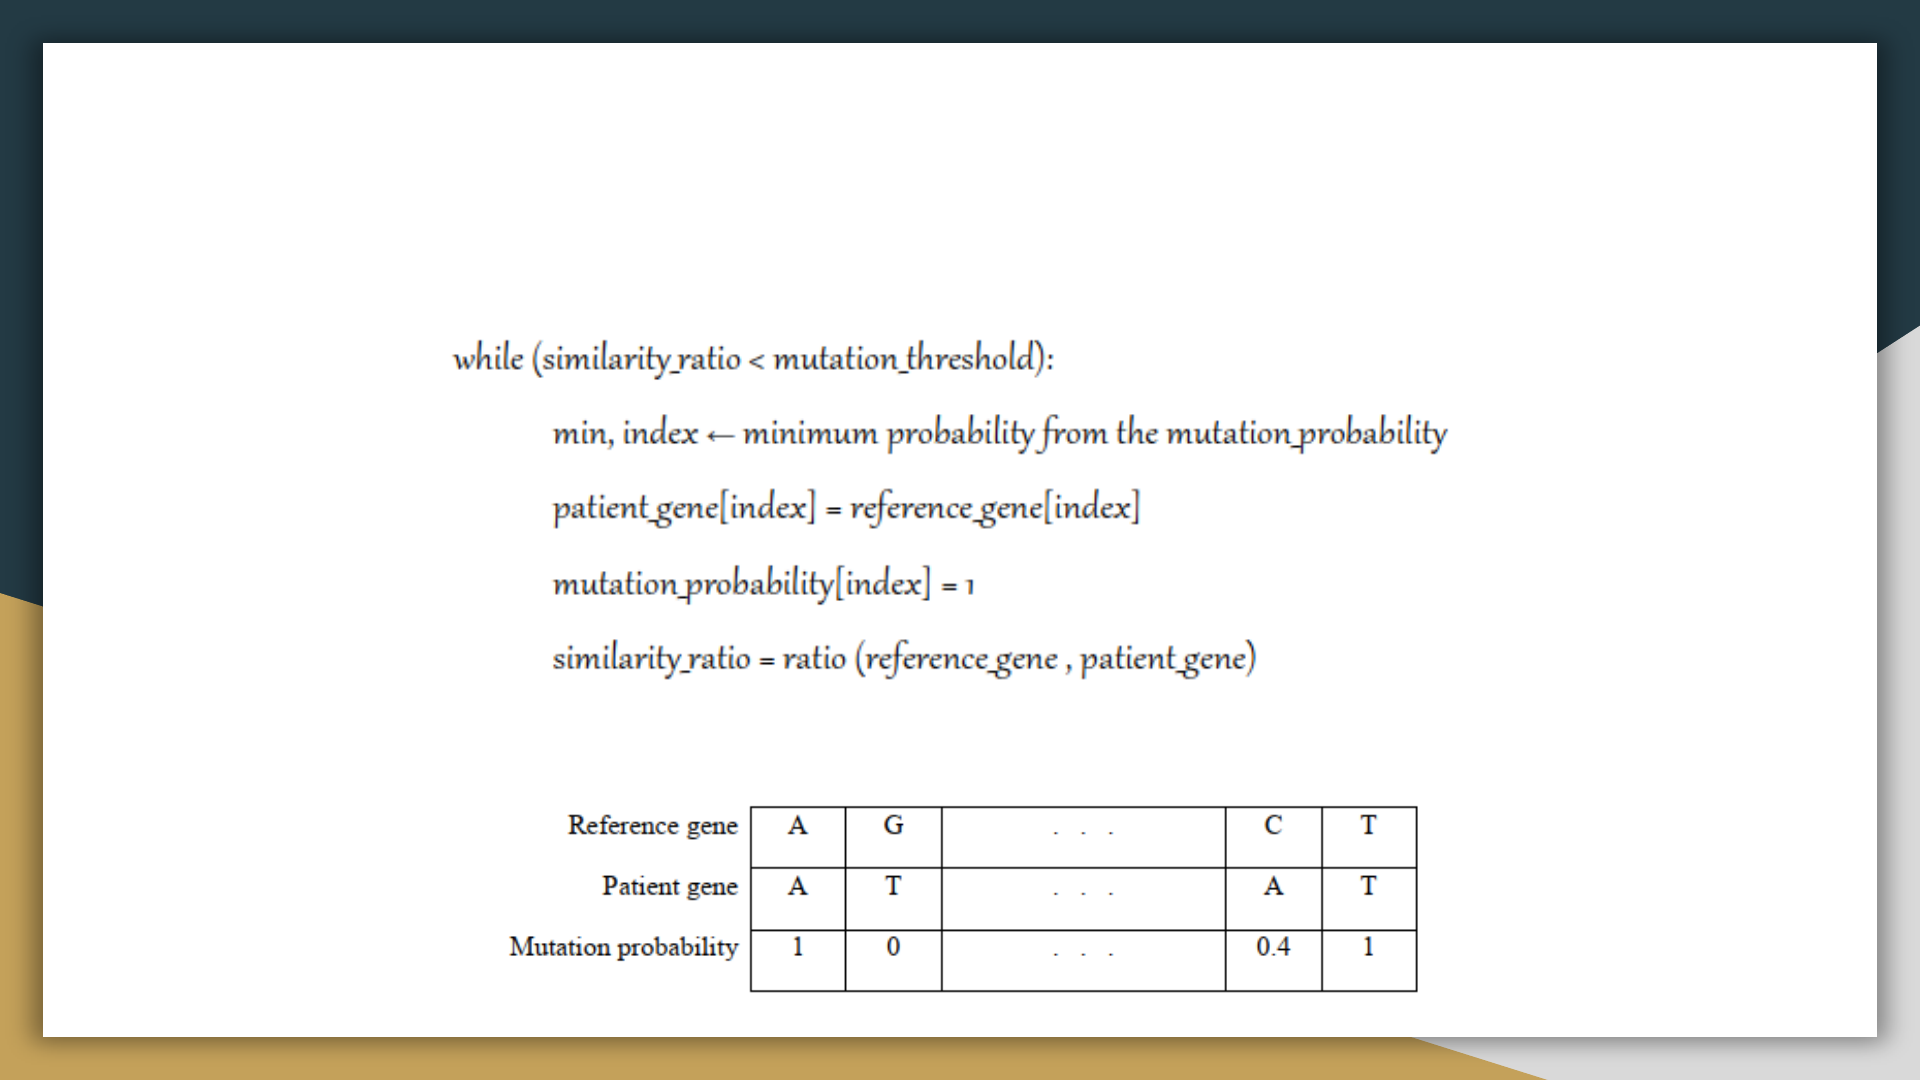 while (similarity_ratio < mutation_threshold):
min, index ← minimum probability from the mutation_probability
patient_gene[index] = reference_gene[index]
mutation_probability[index] = 1
similarity_ratio = ratio (reference_gene , patient_gene)
Reference gene A G . . . C T
Patient gene A T . . . A T
Mutation probability 1 0 . . . 0.4 1